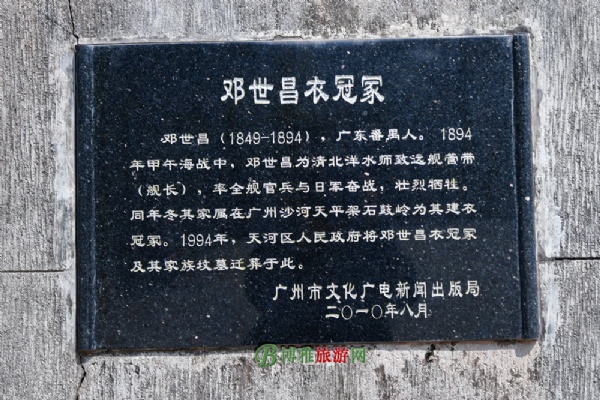 邓世昌衣冠冢
邓世昌（1849-1894），广东番禺人。1894
年甲午海战中，邓世昌为清北洋水师致远舰营带
（舰长），率全舰官兵与日军奋战，壮烈牺牲。
同年冬其家属在广州沙河天平架石鼓岭为其建衣
冠冢。1994年，天河区人民政府将邓世昌衣冠冢
及其家族坟墓迁葬于此。
广州市文化广电新闻出版局
二〇一〇年八月
博雅旅游网